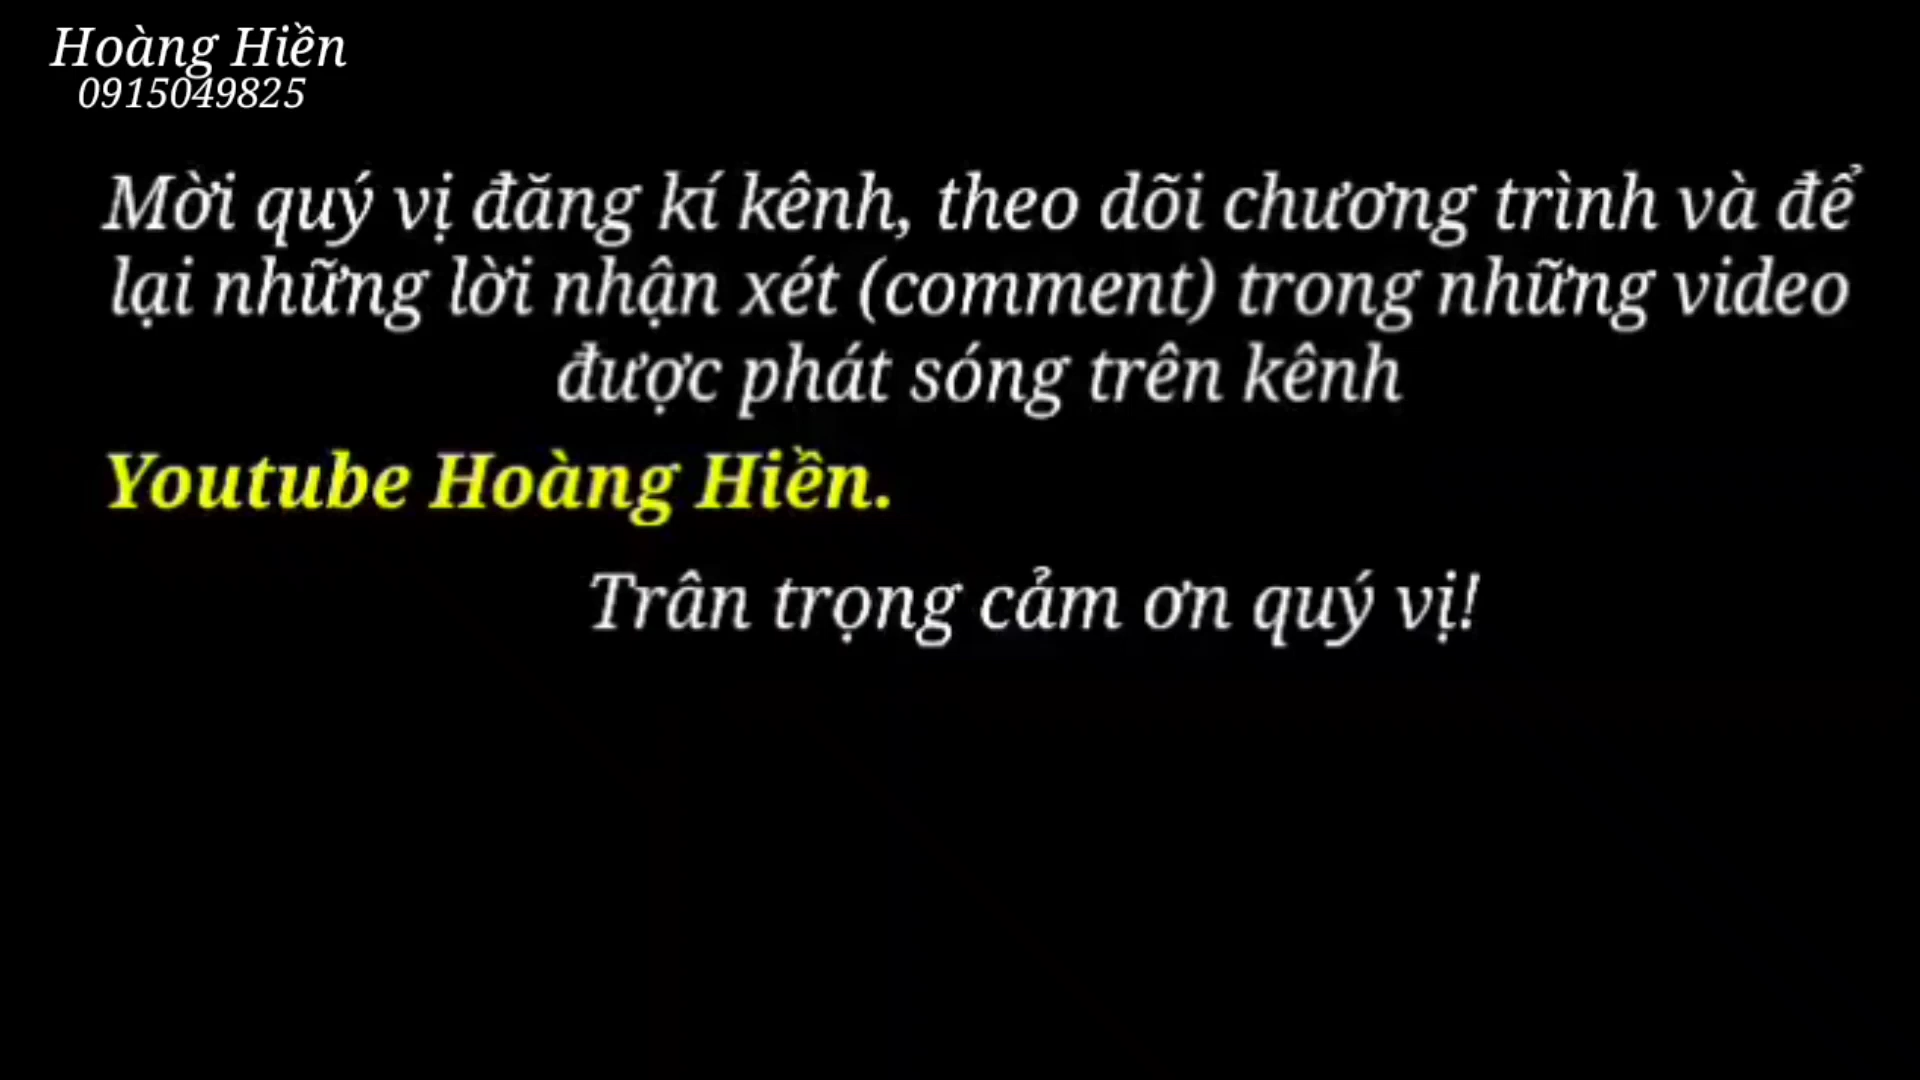 Hoàng Hiền
0915049825
Mời quý vị đăng kí kênh, theo dõi chương trình và để
lại những lời nhận xét (comment) trong những video
được phát sóng trên kênh
Youtube Hoàng Hiền.
Trân trọng cảm ơn quý vị!